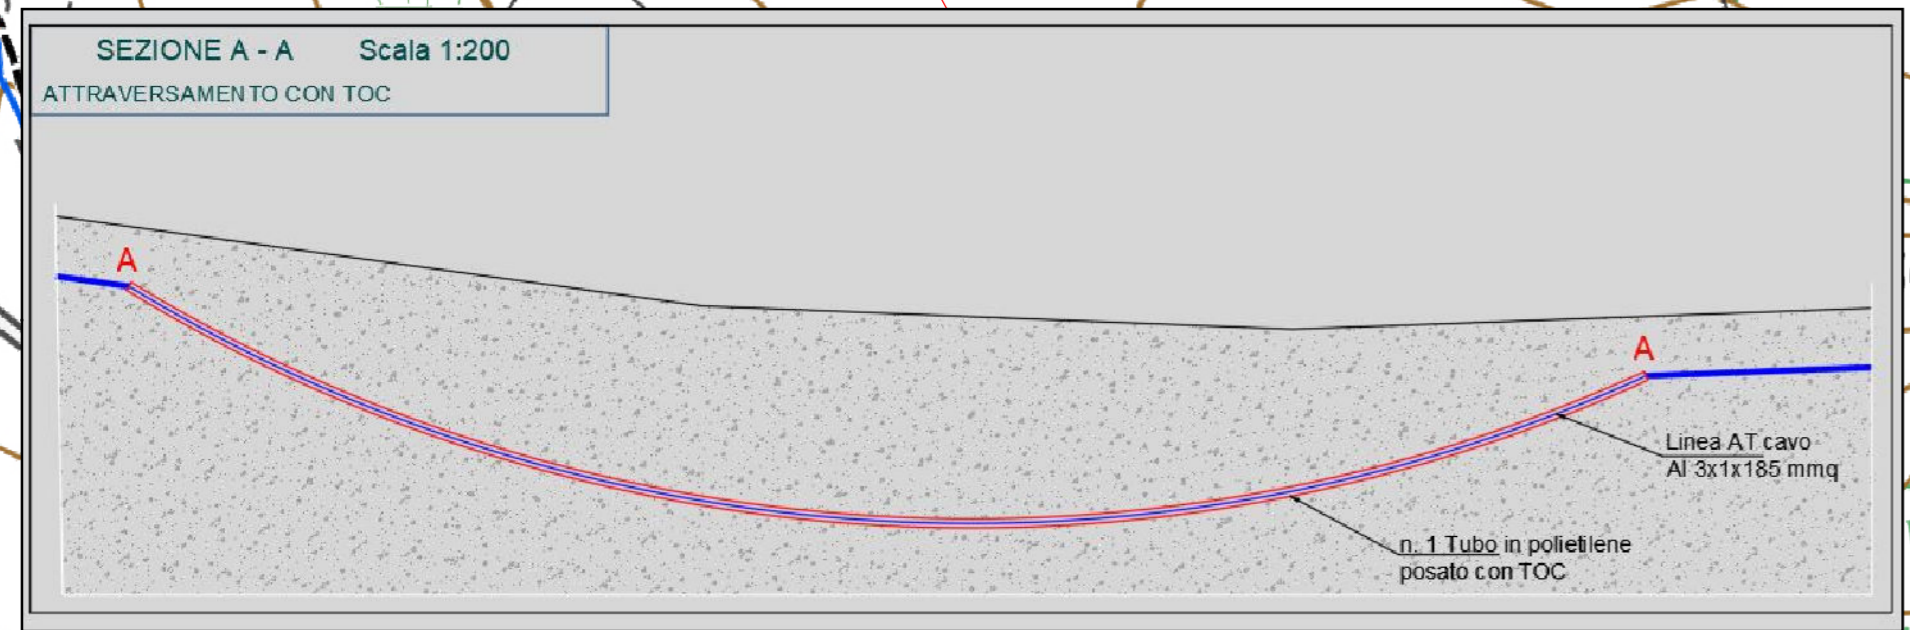 SEZIONE A - A Scala 1:200
ATTRAVERSAMENTO CON TOC
A
A
Linea AT cavo
Al 3x1x185 mmq
n. 1 Tubo in polietilene
posato con TOC